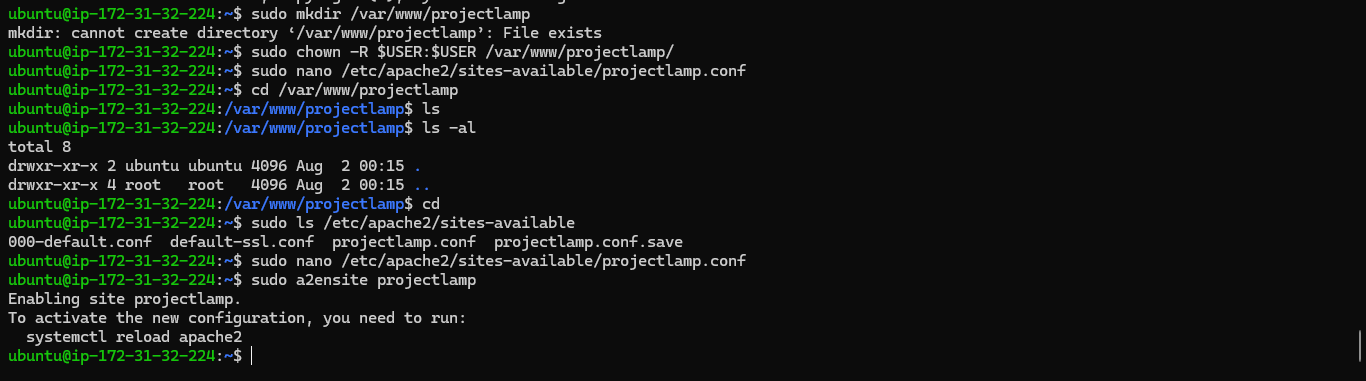 ubuntu@ip-172-31-32-224:~$ sudo mkdir /var/www/projectlamp
mkdir: cannot create directory ‘/var/www/projectlamp’: File exists
ubuntu@ip-172-31-32-224:~$ sudo chown -R $USER:$USER /var/www/projectlamp/
ubuntu@ip-172-31-32-224:~$ sudo nano /etc/apache2/sites-available/projectlamp.conf
ubuntu@ip-172-31-32-224:~$ cd /var/www/projectlamp
ubuntu@ip-172-31-32-224:/var/www/projectlamp$ ls
ubuntu@ip-172-31-32-224:/var/www/projectlamp$ ls -al
total 8
drwxr-xr-x 2 ubuntu ubuntu 4096 Aug  2 00:15 .
drwxr-xr-x 4 root   root   4096 Aug  2 00:15 ..
ubuntu@ip-172-31-32-224:/var/www/projectlamp$ cd
ubuntu@ip-172-31-32-224:~$ sudo ls /etc/apache2/sites-available
000-default.conf  default-ssl.conf  projectlamp.conf  projectlamp.conf.save
ubuntu@ip-172-31-32-224:~$ sudo nano /etc/apache2/sites-available/projectlamp.conf
ubuntu@ip-172-31-32-224:~$ sudo a2ensite projectlamp
Enabling site projectlamp.
To activate the new configuration, you need to run:
  systemctl reload apache2
ubuntu@ip-172-31-32-224:~$